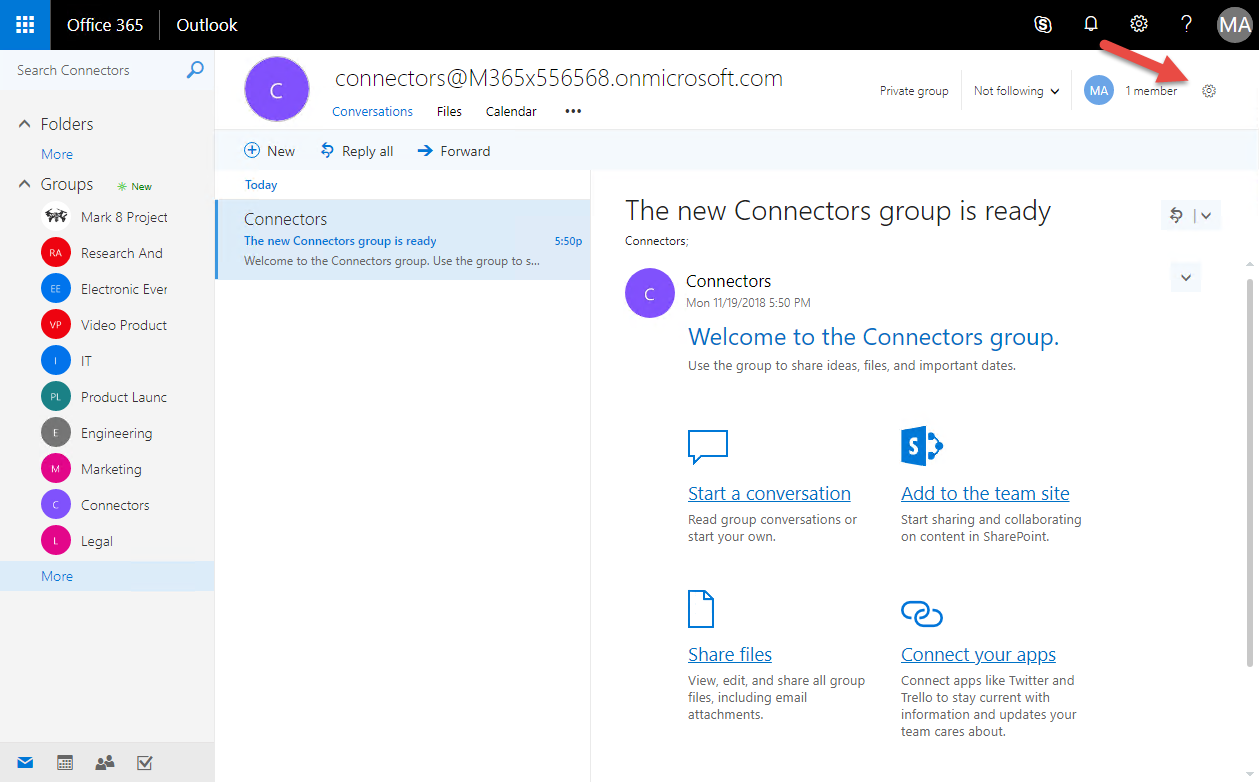 Office 365
Outlook
?
MA
Search Connectors
Folders
More
Groups
New
Mark 8 Project
RA
Research And
EE
Electronic Ever
VP
Video Product
I
IT
PL
Product Launc
E
Engineering
M
Marketing
C
Connectors
L
Legal
More
C
connectors@M365x556568.onmicrosoft.com
Conversations Files Calendar •••
Private group
Not following
MA
1 member
New Reply all Forward
Today
Connectors
The new Connectors group is ready 5:50p
Welcome to the Connectors group. Use the group to s...
The new Connectors group is ready
Connectors;
C
Connectors
Mon 11/19/2018 5:50 PM
Welcome to the Connectors group.
Use the group to share ideas, files, and important dates.
Start a conversation
Read group conversations or
start your own.
S
Add to the team site
Start sharing and collaborating
on content in SharePoint.
Share files
View, edit, and share all group
files, including email
attachments.
Connect your apps
Connect apps like Twitter and
Trello to stay current with
information and updates your
team cares about.